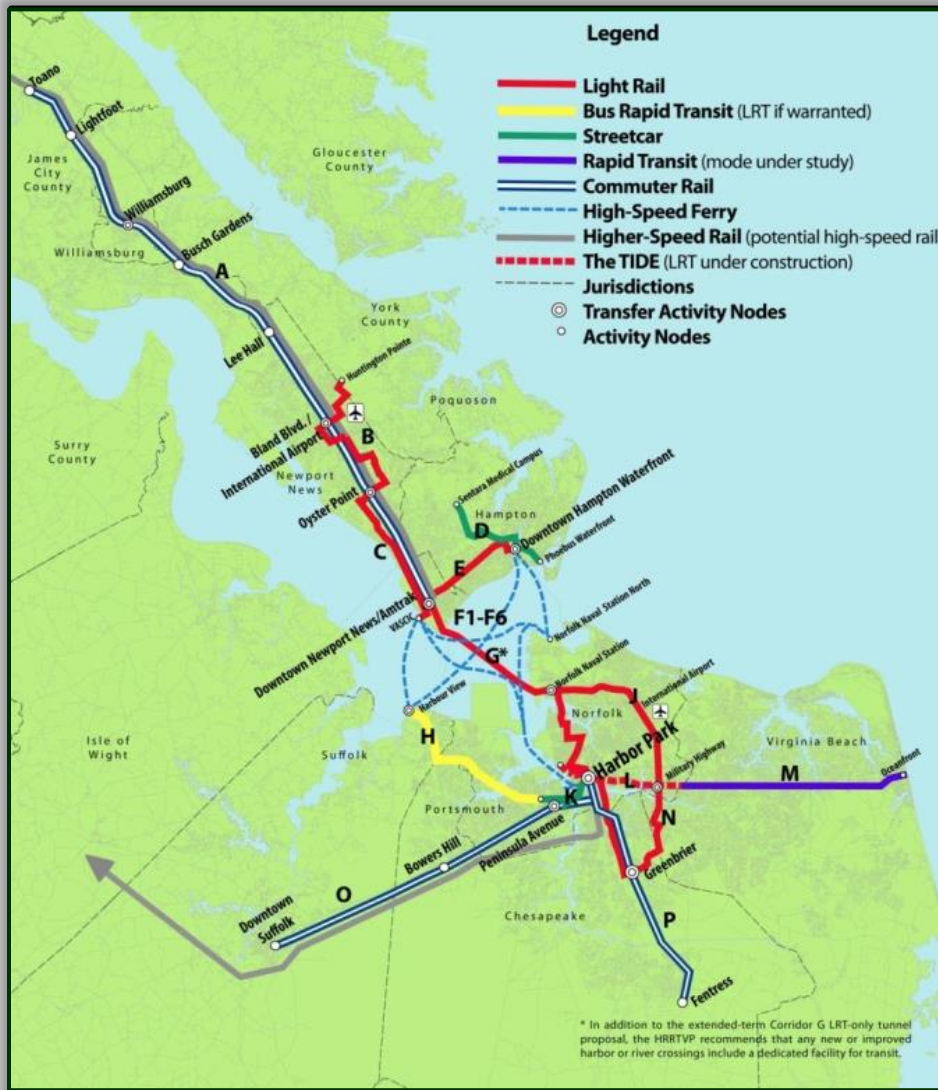 Legend
Light Rail
Bus Rapid Transit (LRT if warranted)
Streetcar
Rapid Transit (mode under study)
Commuter Rail
High-Speed Ferry
Higher-Speed Rail (potential high-speed rail
The TIDE (LRT under construction)
Jurisdictions
Transfer Activity Nodes
Activity Nodes
Toano
Lightfoot
James
City
County
Gloucester
County
Williamsburg
Williamsburg
Busch Gardens
A
York
County
Lee Hall
Huntington Pointe
Poquoson
Bland Blvd. /
International Airport
B
Surry
County
Newport
News
Oyster Point
Sentara Medical Campus
Hampton
Downtown Hampton Waterfront
D
Phoebus Waterfront
C
E
Downtown Newport News/Amtrak
VASCIC
F1-F6
Norfolk Naval Station North
G*
Norfolk Naval Station
Harbour View
J
International Airport
Norfolk
Isle of
Wight
Suffolk
H
Harbor Park
Virginia Beach
Military Highway
Oceanfront
L
M
K
Portsmouth
N
Peninsula Avenue
Bowers Hill
Greenbrier
O
Downtown
Suffolk
Chesapeake
P
Fentress
* In addition to the extended-term Corridor G LRT-only tunnel
proposal, the HRRTVP recommends that any new or improved
harbor or river crossings include a dedicated facility for transit.